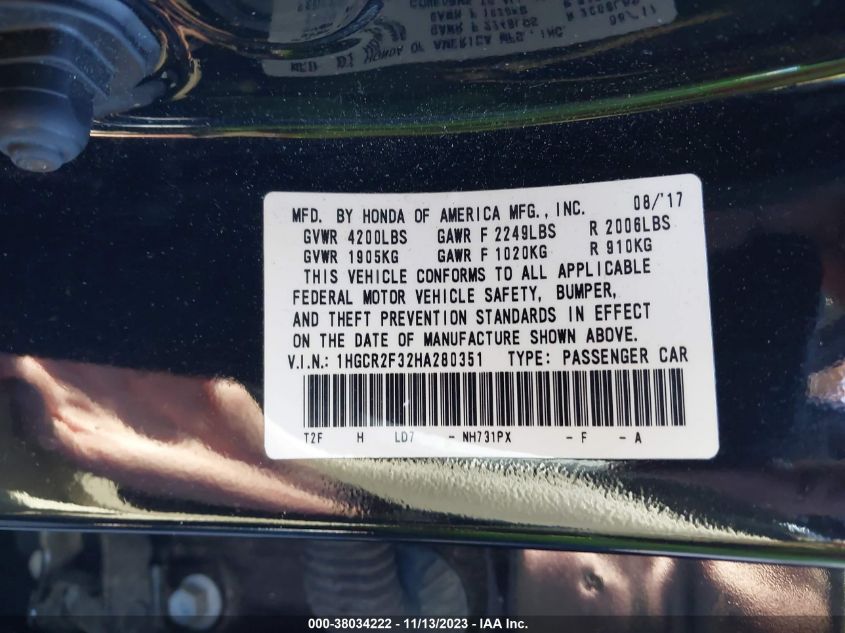 MFD. BY HONDA OF AMERICA MFG., INC. 08/'17
GVWR 4200LBS GAWR F 2249LBS R 2006LBS
GVWR 1905KG GAWR F 1020KG R 910KG
THIS VEHICLE CONFORMS TO ALL APPLICABLE
FEDERAL MOTOR VEHICLE SAFETY, BUMPER,
AND THEFT PREVENTION STANDARDS IN EFFECT
ON THE DATE OF MANUFACTURE SHOWN ABOVE.
V.I.N.: 1HGCR2F32HA280351 TYPE: PASSENGER CAR
T2F H LD7 - NH731PX - F - A
000-38034222 - 11/13/2023 - IAA Inc.